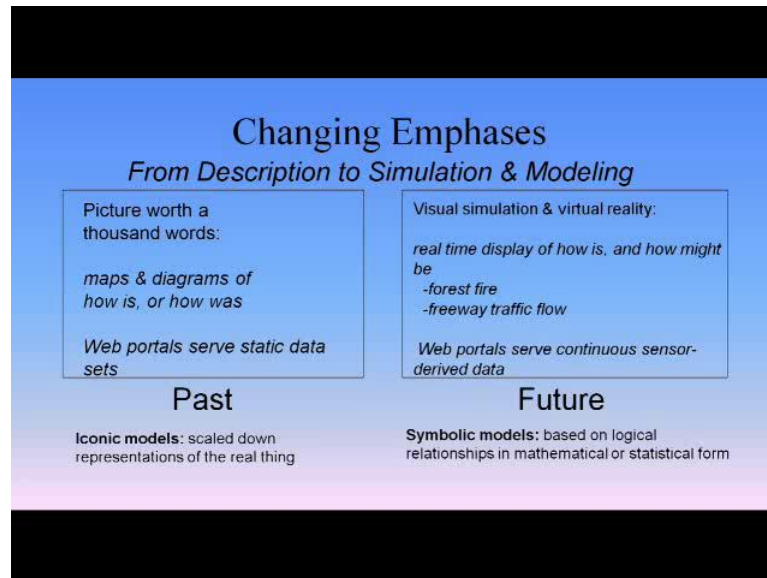 Changing Emphases
From Description to Simulation & Modeling
Picture worth a
thousand words:
maps & diagrams of
how is, or how was
Web portals serve static data
sets
Past
Iconic models: scaled down
representations of the real thing
Visual simulation & virtual reality:
real time display of how is, and how might
be
-forest fire
-freeway traffic flow
Web portals serve continuous sensor-
derived data
Future
Symbolic models: based on logical
relationships in mathematical or statistical form